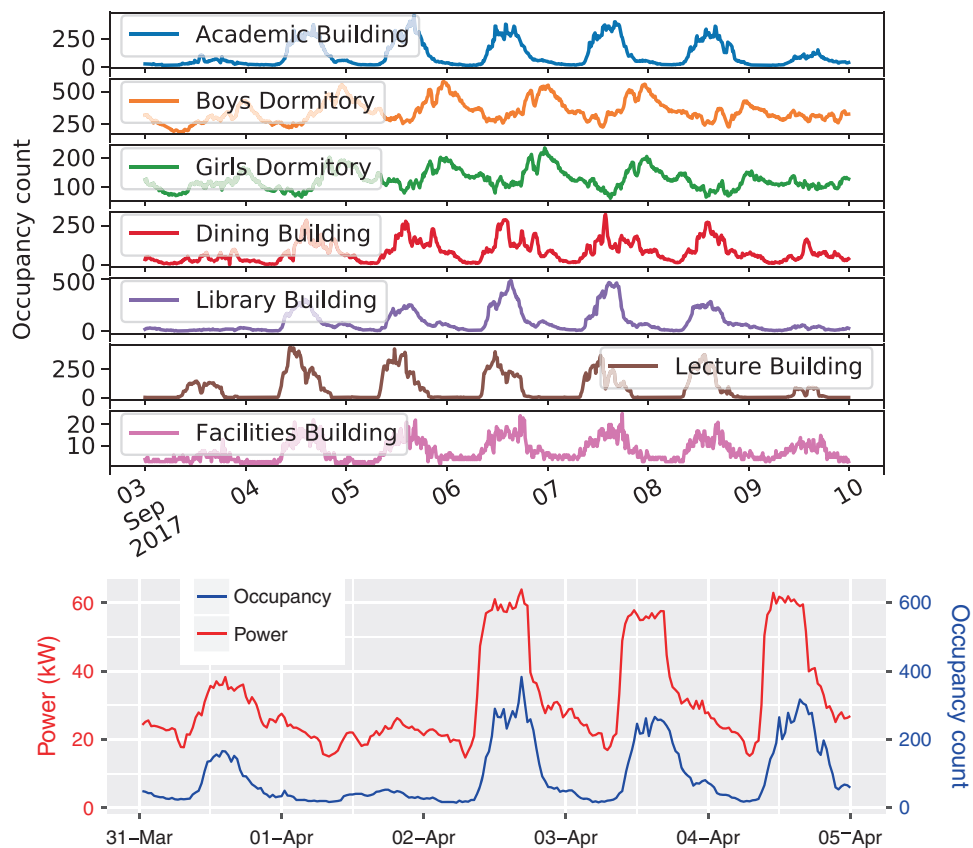 Occupancy count
250
0
Academic Building
500
250
Boys Dormitory
200
100
Girls Dormitory
250
0
Dining Building
500
0
Library Building
250
0
Lecture Building
20
10
Facilities Building
03 04 05 06 07 08 09 10
Sep
2017
Power (kW)
60
40
20
0
Occupancy
Power
600
400
200
0
Occupancy count
31–Mar 01–Apr 02–Apr 03–Apr 04–Apr 05–Apr